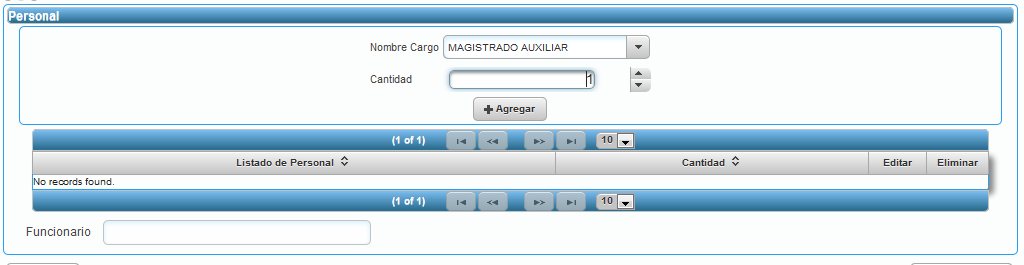 Personal
Nombre Cargo MAGISTRADO AUXILIAR
Cantidad 1
Agregar
(1 of 1) 10
Listado de Personal Cantidad Editar Eliminar
No records found.
(1 of 1) 10
Funcionario